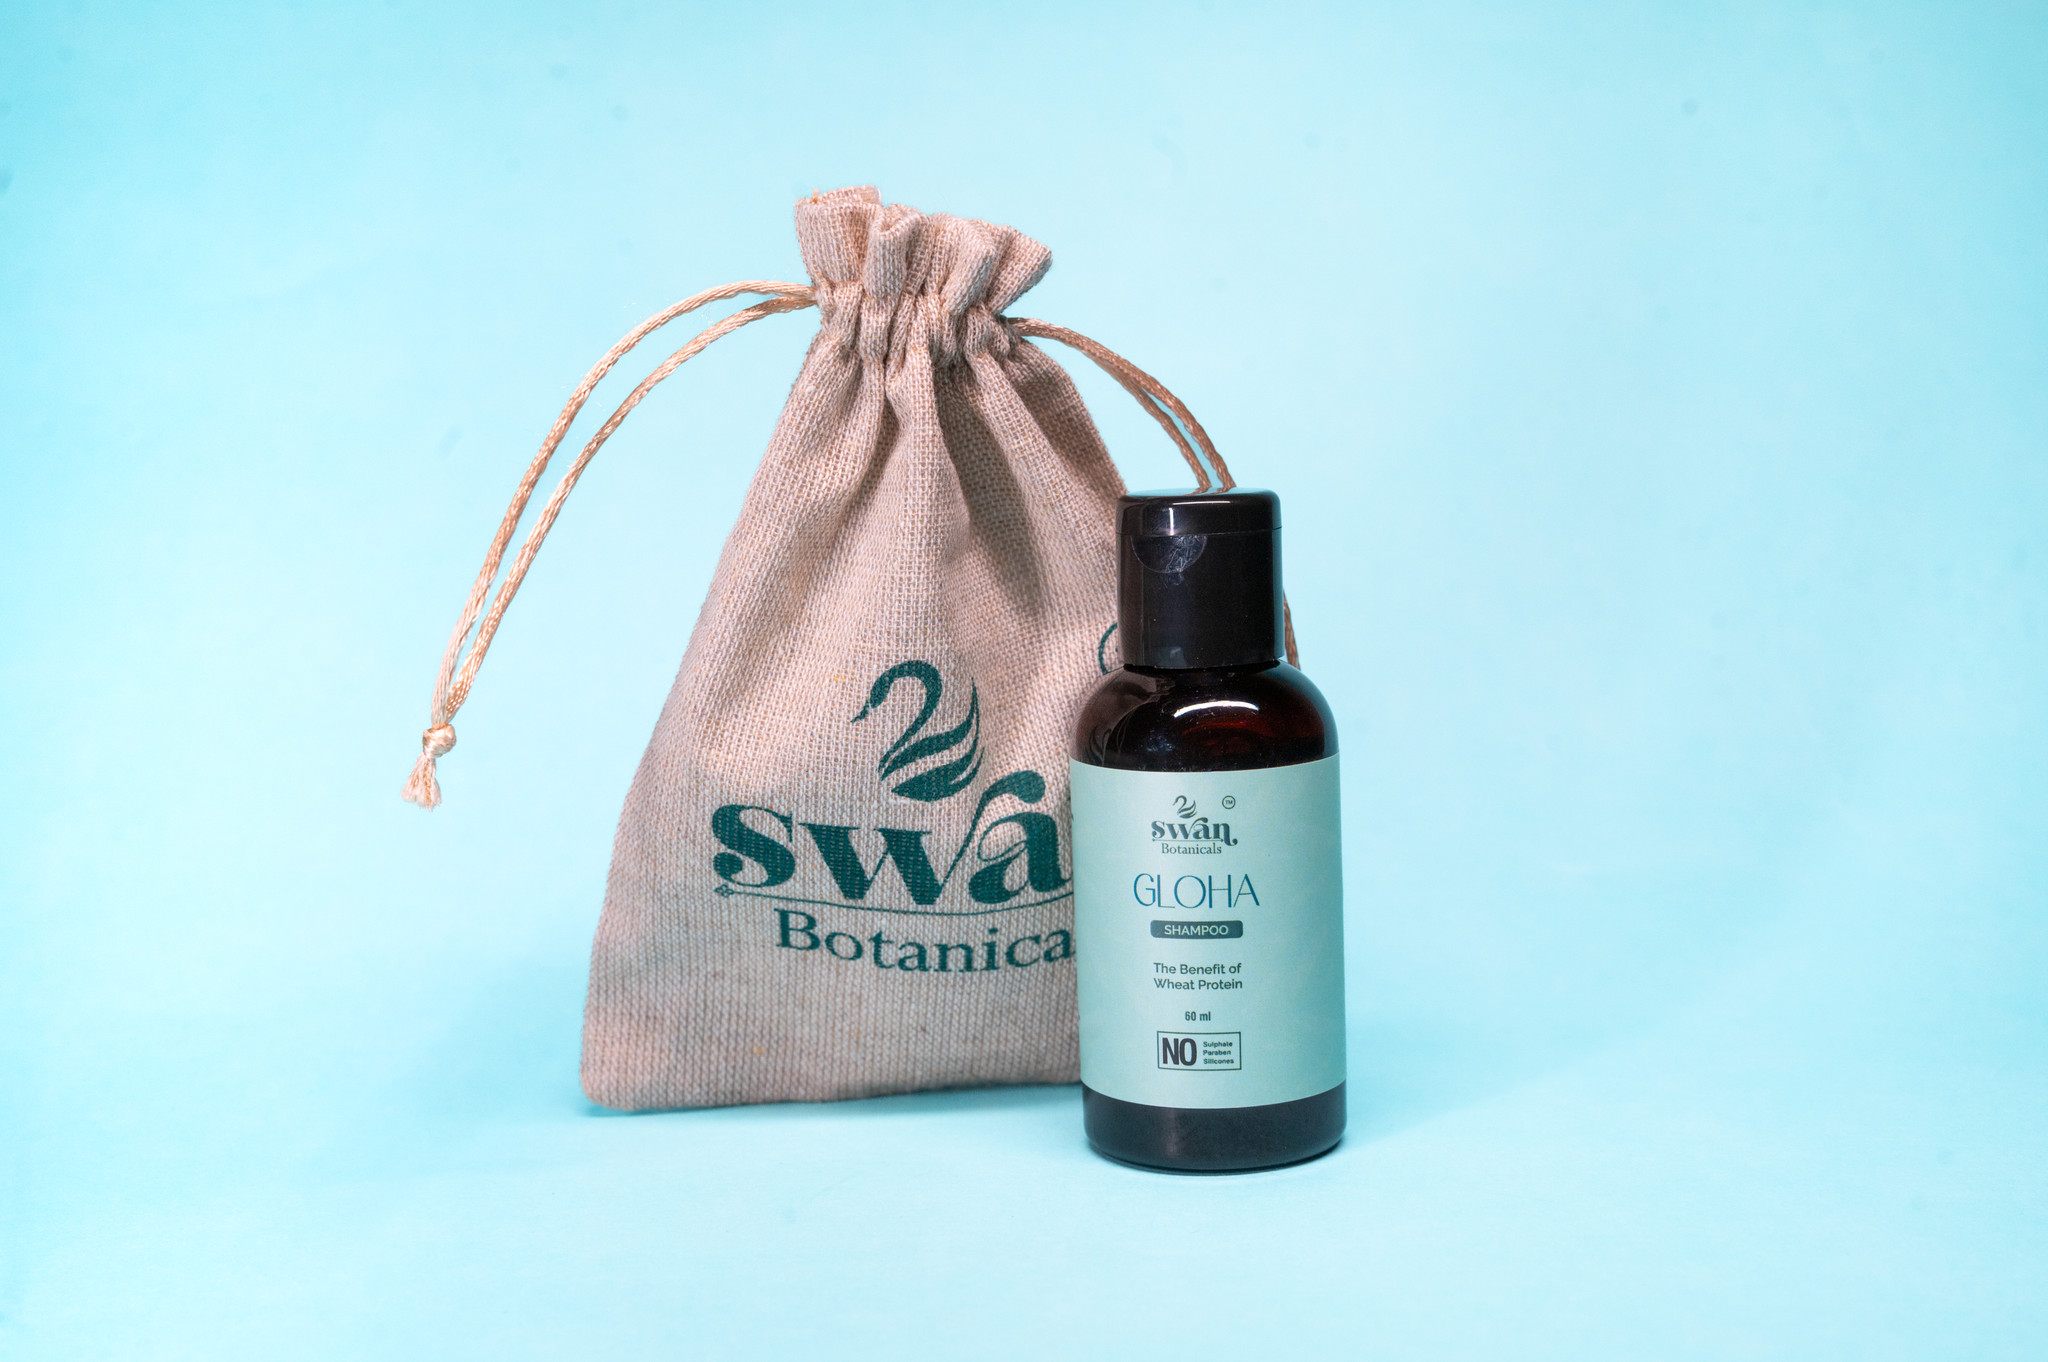 swa
Botanica
TM
swan
Botanicals
GLOHA
SHAMPOO
The Benefit of
Wheat Protein
60 ml
NO
Sulphate
Paraben
Silicones